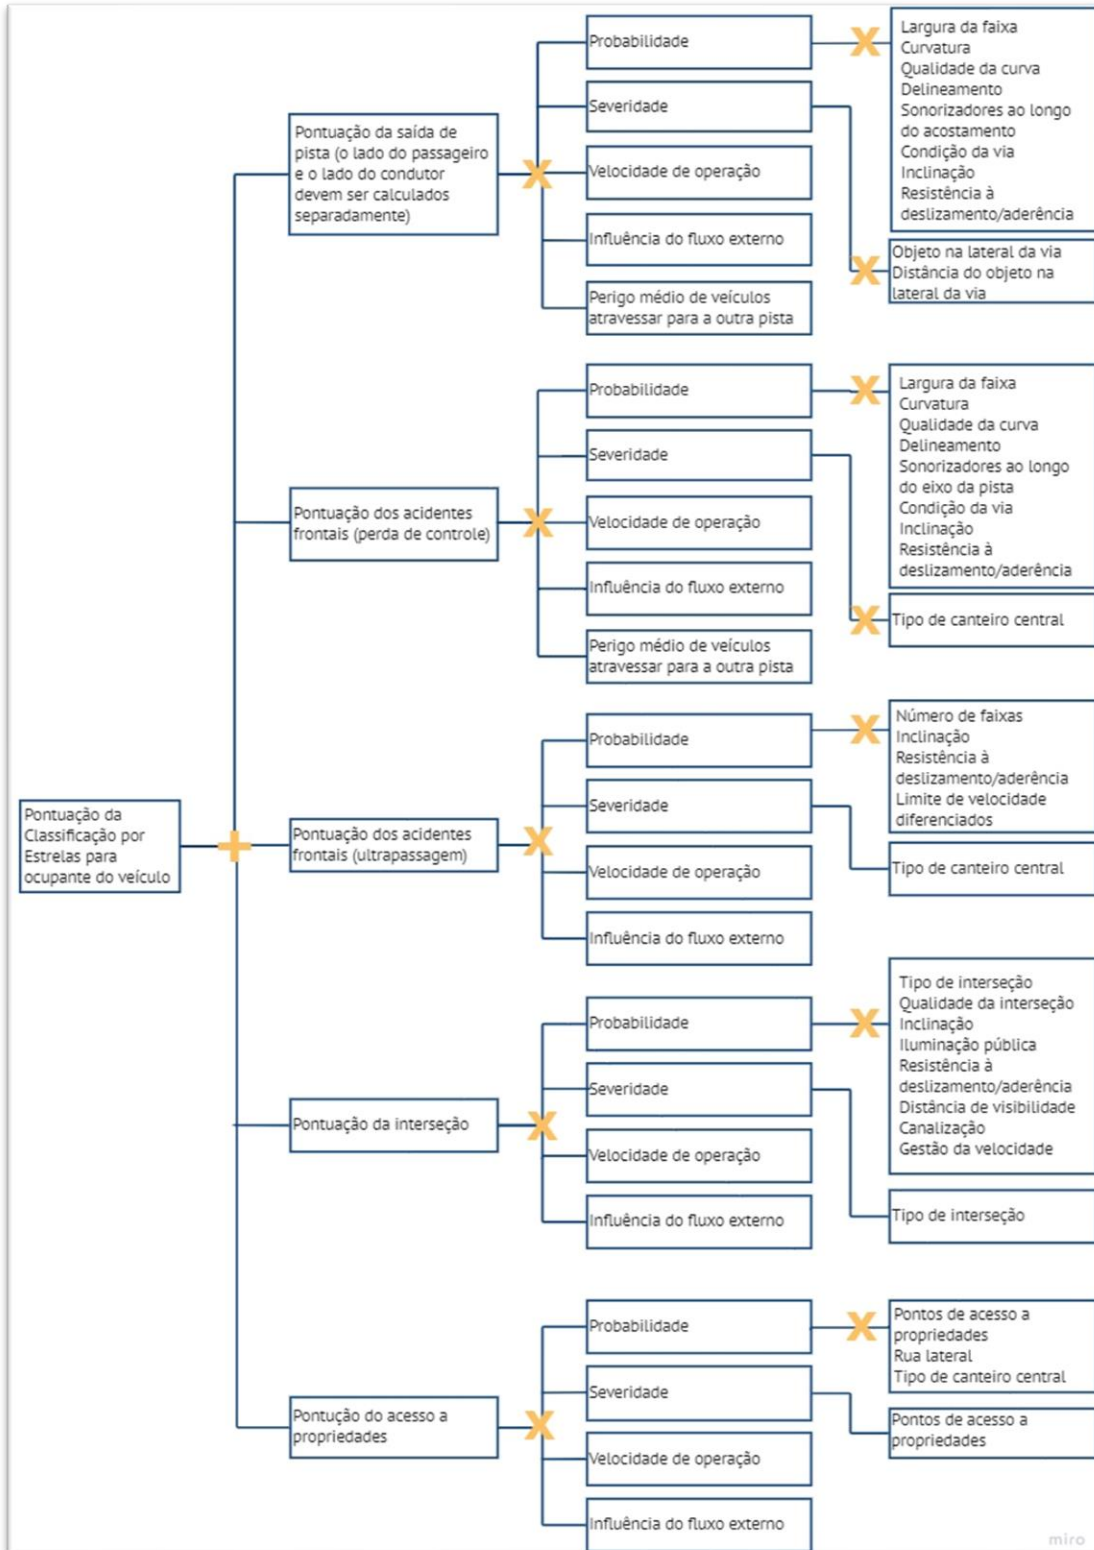 Pontuação da
Classificação por
Estrelas para
ocupante do veículo
Pontuação da saída de
pista (o lado do passageiro
e o lado do condutor
devem ser calculados
separadamente)
Probabilidade
Severidade
Velocidade de operação
Influência do fluxo externo
Perigo médio de veículos
atravessar para a outra pista
Largura da faixa
Curvatura
Qualidade da curva
Delineamento
Sonorizadores ao longo
do acostamento
Condição da via
Inclinação
Resistência à
deslizamento/aderência
Objeto na lateral da via
Distância do objeto na
lateral da via
Pontuação dos acidentes
frontais (perda de controle)
Probabilidade
Severidade
Velocidade de operação
Influência do fluxo externo
Perigo médio de veículos
atravessar para a outra pista
Largura da faixa
Curvatura
Qualidade da curva
Delineamento
Sonorizadores ao longo
do eixo da pista
Condição da via
Inclinação
Resistência à
deslizamento/aderência
Tipo de canteiro central
Pontuação dos acidentes
frontais (ultrapassagem)
Probabilidade
Severidade
Velocidade de operação
Influência do fluxo externo
Número de faixas
Inclinação
Resistência à
deslizamento/aderência
Limite de velocidade
diferenciados
Tipo de canteiro central
Pontuação da interseção
Probabilidade
Severidade
Velocidade de operação
Influência do fluxo externo
Tipo de interseção
Qualidade da interseção
Inclinação
Iluminação pública
Resistência à
deslizamento/aderência
Distância de visibilidade
Canalização
Gestão da velocidade
Tipo de interseção
Pontução do acesso a
propriedades
Probabilidade
Severidade
Velocidade de operação
Influência do fluxo externo
Pontos de acesso a
propriedades
Rua lateral
Tipo de canteiro central
Pontos de acesso a
propriedades
miro